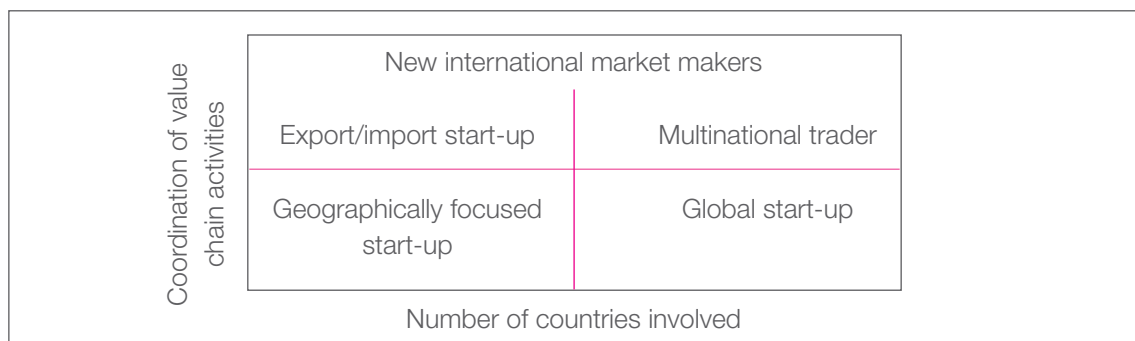 Coordination of value
chain activities
New international market makers
Export/import start-up
Multinational trader
Geographically focused
start-up
Global start-up
Number of countries involved